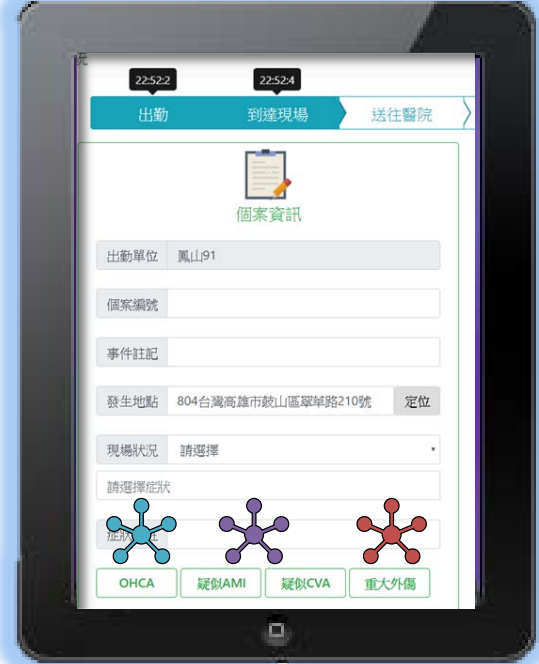 元
22:52:2
22:52:4
出勤
到達現場
送往醫院
個案資訊
出勤單位 鳳山91
個案編號
事件註記
發生地點 804台灣高雄市鼓山區翠華路210號 定位
現場狀況 請選擇
請選擇症狀
症狀
OHCA
疑似AMI
疑似CVA
重大外傷